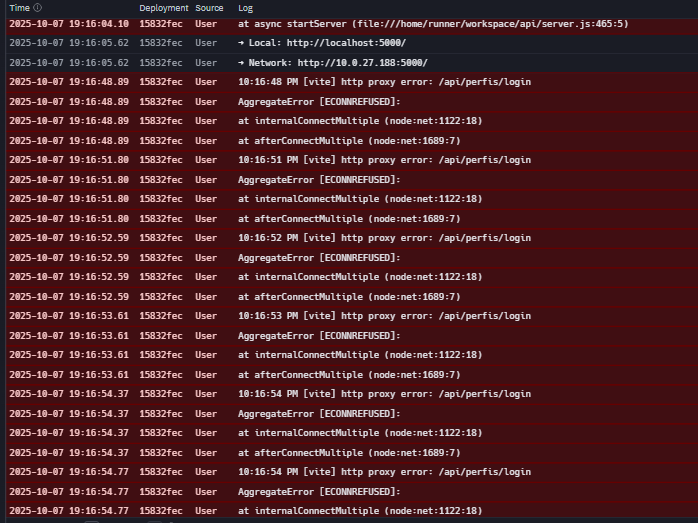 Time Deployment Source Log
2025-10-07 19:16:04.10 15832fec User at async startServer (file:///home/runner/workspace/api/server.js:465:5)
2025-10-07 19:16:05.62 15832fec User ➜ Local: http://localhost:5000/
2025-10-07 19:16:05.62 15832fec User ➜ Network: http://10.0.27.188:5000/
2025-10-07 19:16:48.89 15832fec User 10:16:48 PM [vite] http proxy error: /api/perfis/login
2025-10-07 19:16:48.89 15832fec User AggregateError [ECONNREFUSED]:
2025-10-07 19:16:48.89 15832fec User at internalConnectMultiple (node:net:1122:18)
2025-10-07 19:16:48.89 15832fec User at afterConnectMultiple (node:net:1689:7)
2025-10-07 19:16:51.80 15832fec User 10:16:51 PM [vite] http proxy error: /api/perfis/login
2025-10-07 19:16:51.80 15832fec User AggregateError [ECONNREFUSED]:
2025-10-07 19:16:51.80 15832fec User at internalConnectMultiple (node:net:1122:18)
2025-10-07 19:16:51.80 15832fec User at afterConnectMultiple (node:net:1689:7)
2025-10-07 19:16:52.59 15832fec User 10:16:52 PM [vite] http proxy error: /api/perfis/login
2025-10-07 19:16:52.59 15832fec User AggregateError [ECONNREFUSED]:
2025-10-07 19:16:52.59 15832fec User at internalConnectMultiple (node:net:1122:18)
2025-10-07 19:16:52.59 15832fec User at afterConnectMultiple (node:net:1689:7)
2025-10-07 19:16:53.61 15832fec User 10:16:53 PM [vite] http proxy error: /api/perfis/login
2025-10-07 19:16:53.61 15832fec User AggregateError [ECONNREFUSED]:
2025-10-07 19:16:53.61 15832fec User at internalConnectMultiple (node:net:1122:18)
2025-10-07 19:16:53.61 15832fec User at afterConnectMultiple (node:net:1689:7)
2025-10-07 19:16:54.37 15832fec User 10:16:54 PM [vite] http proxy error: /api/perfis/login
2025-10-07 19:16:54.37 15832fec User AggregateError [ECONNREFUSED]:
2025-10-07 19:16:54.37 15832fec User at internalConnectMultiple (node:net:1122:18)
2025-10-07 19:16:54.37 15832fec User at afterConnectMultiple (node:net:1689:7)
2025-10-07 19:16:54.77 15832fec User 10:16:54 PM [vite] http proxy error: /api/perfis/login
2025-10-07 19:16:54.77 15832fec User AggregateError [ECONNREFUSED]:
2025-10-07 19:16:54.77 15832fec User at internalConnectMultiple (node:net:1122:18)